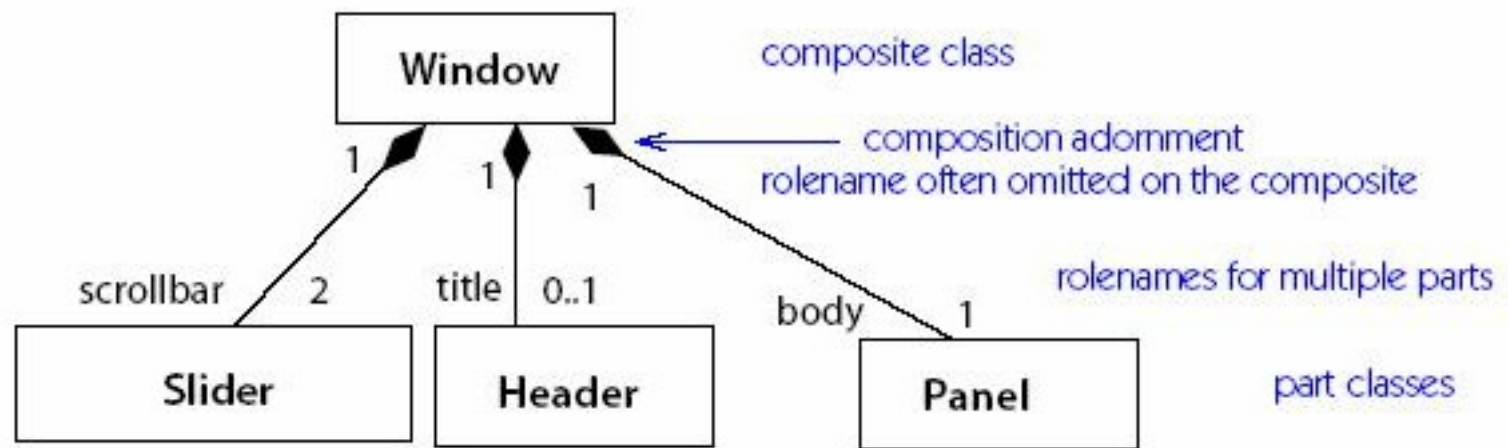 Window
composite class
1
1
1
composition adornment
rolename often omitted on the composite
scrollbar
2
title
0..1
body
1
rolenames for multiple parts
Slider
Header
Panel
part classes